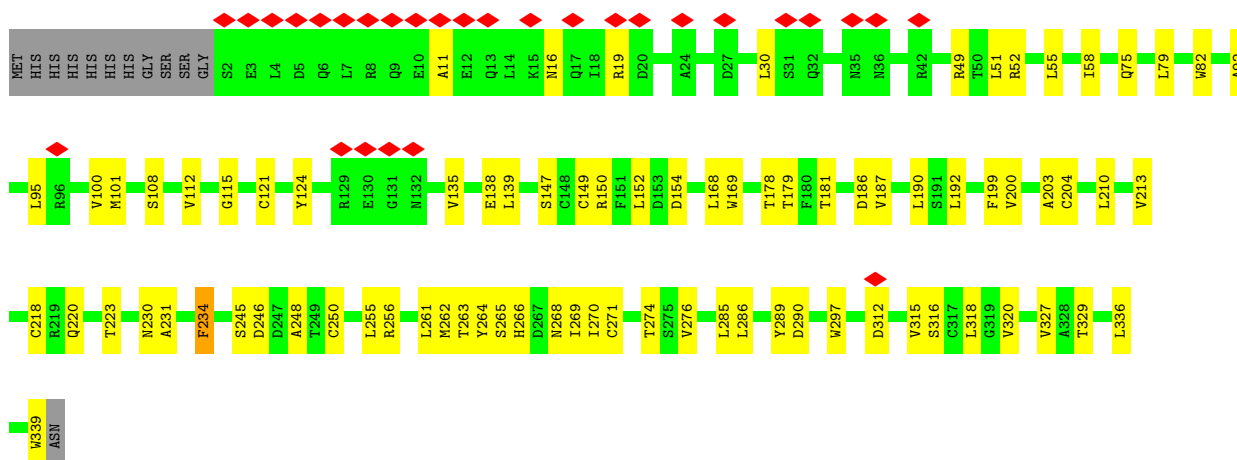 MET HIS HIS HIS HIS HIS HIS GLY SER SER GLY S2 E3 L4 D5 Q6 L7 R8 Q9 E10 A11 E12 Q13 L14 K15 N16 Q17 I18 R19 D20 A24 D27 L30 S31 Q32 N35 N36 R42 R49 T50 L51 R52 L55 I58 Q75 L79 W82
L95 R96 V100 M101 S108 V112 G115 C121 Y124 R129 E130 G131 N132 V135 E138 L139 S147 C148 C149 R150 F151 L152 D153 D154 L168 W169 T178 T179 F180 T181 D186 V187 L190 S191 L192 F199 V200 A203 C204 L210 V213
C218 R219 Q220 T223 N230 A231 F234 S245 D246 D247 A248 T249 C250 L255 R256 L261 M262 T263 Y264 S265 H266 D267 N268 I269 I270 C271 T274 S275 V276 L285 L286 Y289 D290 W297 D312 V315 S316 C317 L318 G319 V320 V327 A328 T329 L336
W339 ASN